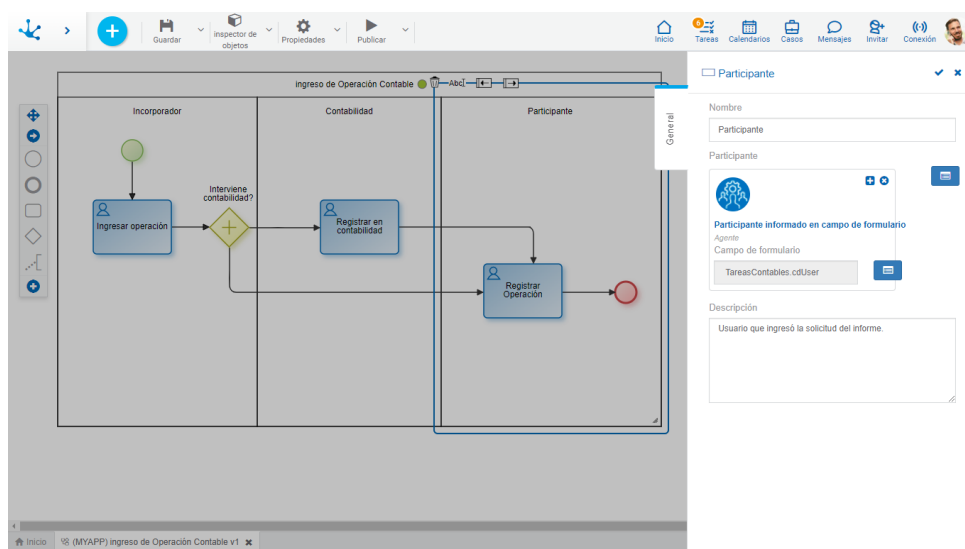 Guardar
inspector de
objetos
Propiedades
Publicar
Inicio
6
Tareas
Calendarios
Casos
Mensajes
Invitar
Conexión
ingreso de Operación Contable
Abc
Incorporador
Contabilidad
Participante
Interviene
contabilidad?
Ingresar operación
Registrar en
contabilidad
Registrar
Operación
General
Participante
Nombre
Participante
Participante
Participante informado en campo de formulario
Agente
Campo de formulario
TareasContables.cdUser
Descripción
Usuario que ingresó la solicitud del informe.
Inicio
(MYAPP) ingreso de Operación Contable v1